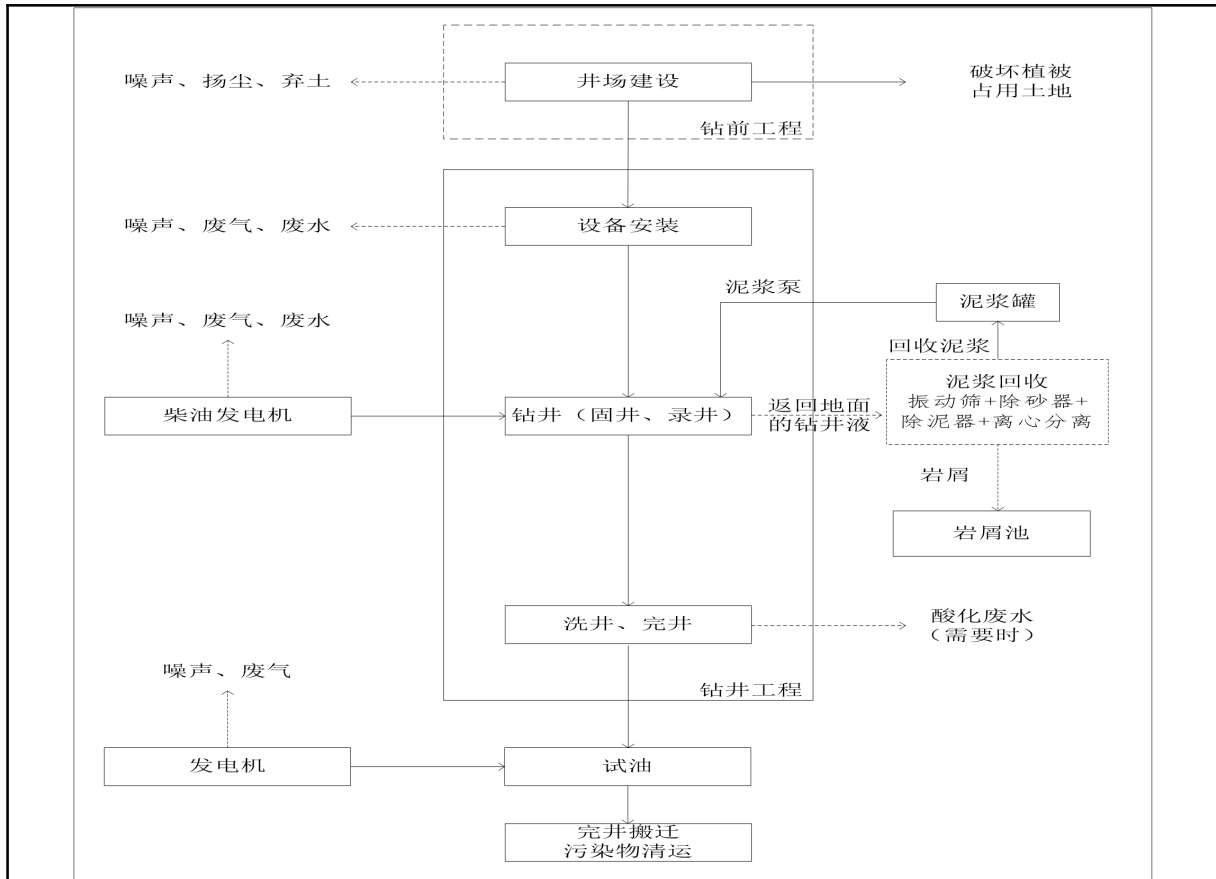 噪声、扬尘、弃土
井场建设
破坏植被
占用土地
钻前工程
噪声、废气、废水
设备安装
泥浆泵
泥浆罐
噪声、废气、废水
回收泥浆
泥浆回收
振动筛+除砂器+
除泥器+离心分离
柴油发电机
钻井（固井、录井）
返回地面
的钻井液
岩屑
岩屑池
洗井、完井
酸化废水
（需要时）
噪声、废气
钻井工程
发电机
试油
完井搬迁
污染物清运